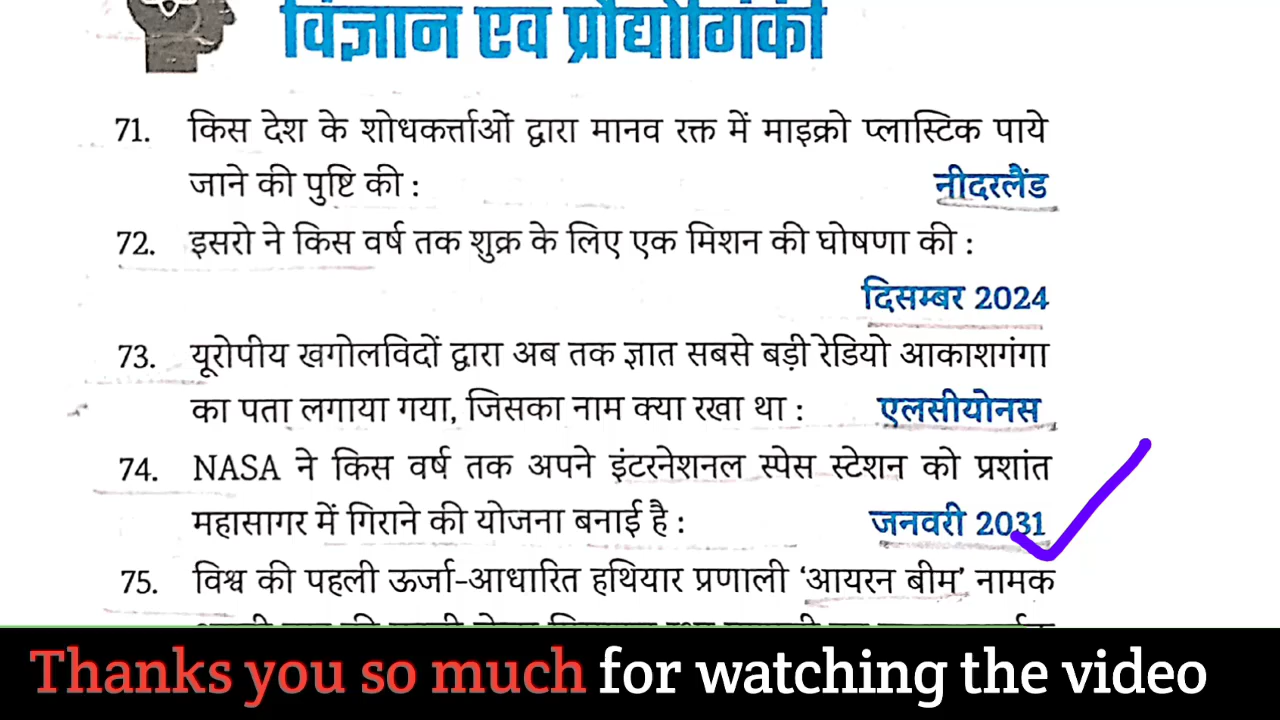 विज्ञान एवं प्रौद्योगिकी
71. किस देश के शोधकर्त्ताओं द्वारा मानव रक्त में माइक्रो प्लास्टिक पाये
जाने की पुष्टि की : नीदरलैंड
72. इसरो ने किस वर्ष तक शुक्र के लिए एक मिशन की घोषणा की :
दिसम्बर 2024
73. यूरोपीय खगोलविदों द्वारा अब तक ज्ञात सबसे बड़ी रेडियो आकाशगंगा
का पता लगाया गया, जिसका नाम क्या रखा था : एलसीयोनस
74. NASA ने किस वर्ष तक अपने इंटरनेशनल स्पेस स्टेशन को प्रशांत
महासागर में गिराने की योजना बनाई है : जनवरी 2031
75. विश्व की पहली ऊर्जा-आधारित हथियार प्रणाली ‘आयरन बीम’ नामक
Thanks you so much for watching the video